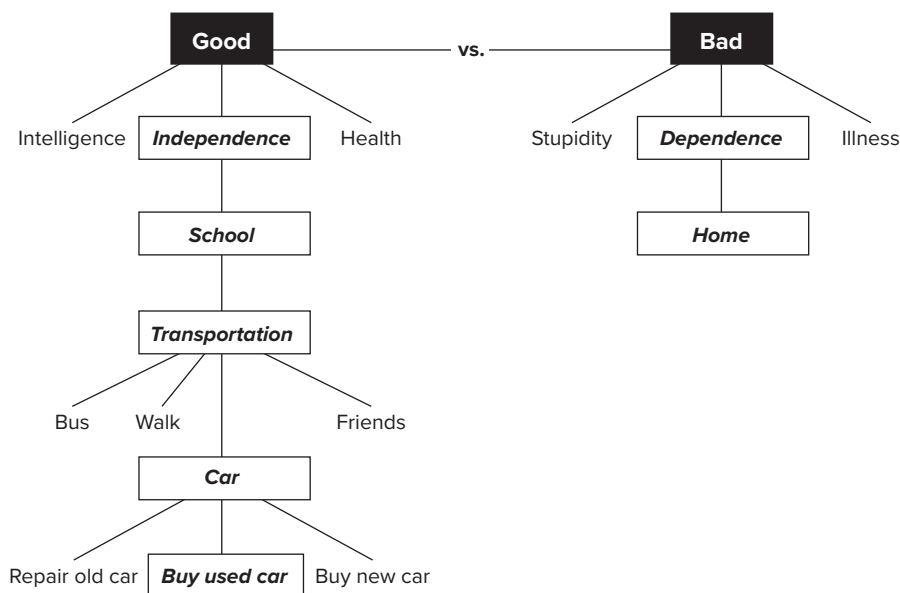 Good
vs.
Bad
Intelligence
Independence
Health
Stupidity
Dependence
Illness
School
Home
Transportation
Bus
Walk
Friends
Car
Repair old car
Buy used car
Buy new car